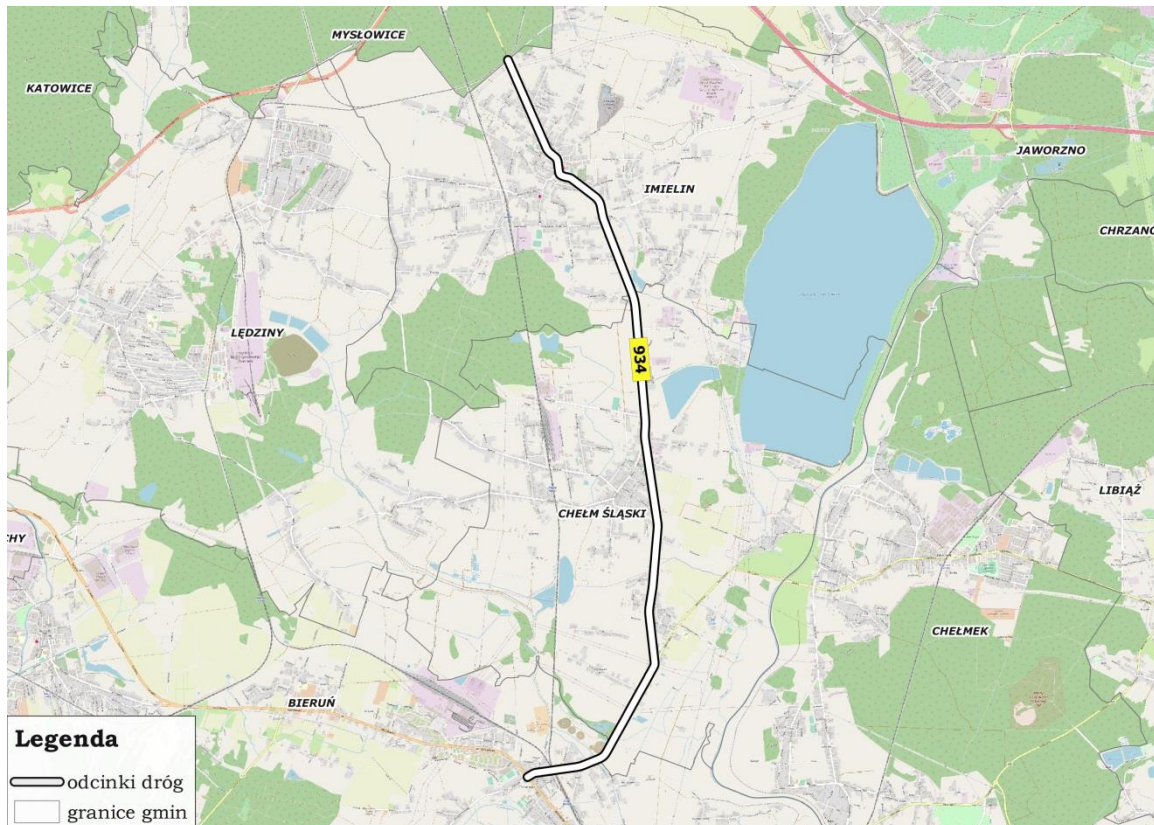 MYSŁOWICE
KATOWICE
JAWORZNO
IMIELIN
CHRZANO
LĘDZINY
934
LIBIĄŻ
CHEŁM ŚLĄSKI
CHY
CHEŁMEK
BIERUŃ
Legenda
odcinki dróg
granice gmin